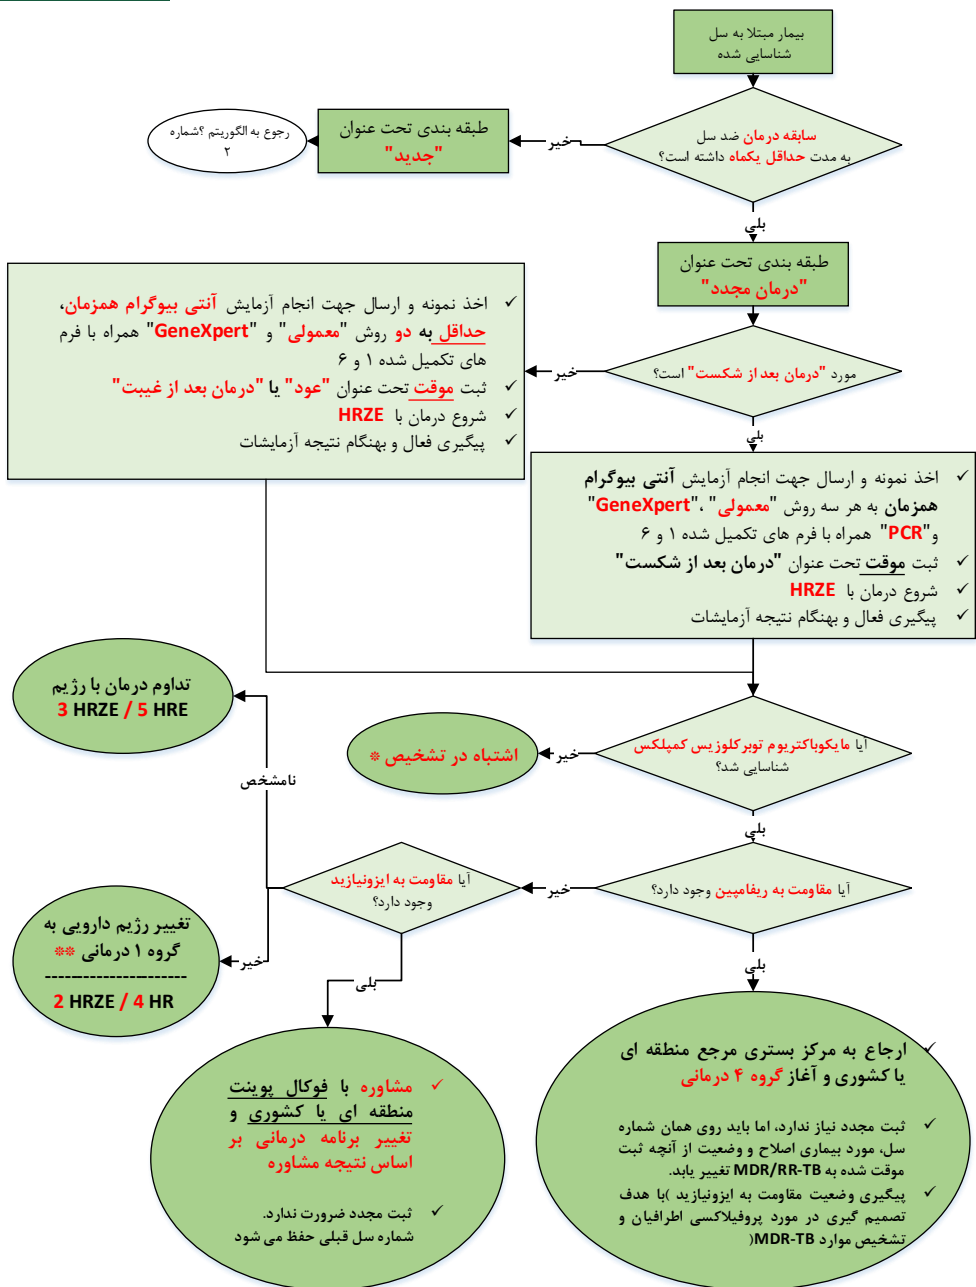 بیمار مبتلا به سل
شناسایی شده
سابقه درمان ضد سل
به مدت حداقل یکماه داشته است؟
خیر
طبقه بندی تحت عنوان
"جدید"
رجوع به الگوریتم ؟شماره
۲
بلی
طبقه بندی تحت عنوان
"درمان مجدد"
مورد "درمان بعد از شکست" است؟
خیر
✓ اخذ نمونه و ارسال جهت انجام آزمایش آنتی بیوگرام همزمان،
حداقل به دو روش "معمولی" و "GeneXpert" همراه با فرم
های تکمیل شده ۱ و ۶
✓ ثبت موقت تحت عنوان "عود" یا "درمان بعد از غیبت"
✓ شروع درمان با HRZE
✓ پیگیری فعال و بهنگام نتیجه آزمایشات
بلی
✓ اخذ نمونه و ارسال جهت انجام آزمایش آنتی بیوگرام
همزمان به هر سه روش "معمولی"، "GeneXpert"
و"PCR" همراه با فرم های تکمیل شده ۱ و ۶
✓ ثبت موقت تحت عنوان "درمان بعد از شکست"
✓ شروع درمان با HRZE
✓ پیگیری فعال و بهنگام نتیجه آزمایشات
آیا مایکوباکتریوم توبرکلوزیس کمپلکس
شناسایی شد؟
خیر
اشتباه در تشخیص *
بلی
آیا مقاومت به ریفامپین وجود دارد؟
خیر
آیا مقاومت به ایزونیازید
وجود دارد؟
نامشخص
تداوم درمان با رژیم
3 HRZE / 5 HRE
خیر
تغییر رژیم دارویی به
گروه ۱ درمانی **
----------------------
2 HRZE / 4 HR
بلی
✓ مشاوره با فوکال پوینت
منطقه ای یا کشوری و
تغییر برنامه درمانی بر
اساس نتیجه مشاوره
✓ ثبت مجدد ضرورت ندارد.
شماره سل قبلی حفظ می شود
بلی
✓ ارجاع به مرکز بستری مرجع منطقه ای
یا کشوری و آغاز گروه ۴ درمانی
✓ ثبت مجدد نیاز ندارد، اما باید روی همان شماره
سل، مورد بیماری اصلاح و وضعیت از آنچه ثبت
موقت شده به MDR/RR-TB تغییر یابد.
✓ پیگیری وضعیت مقاومت به ایزونیازید )با هدف
تصمیم گیری در مورد پروفیلاکسی اطرافیان و
تشخیص موارد MDR-TB(